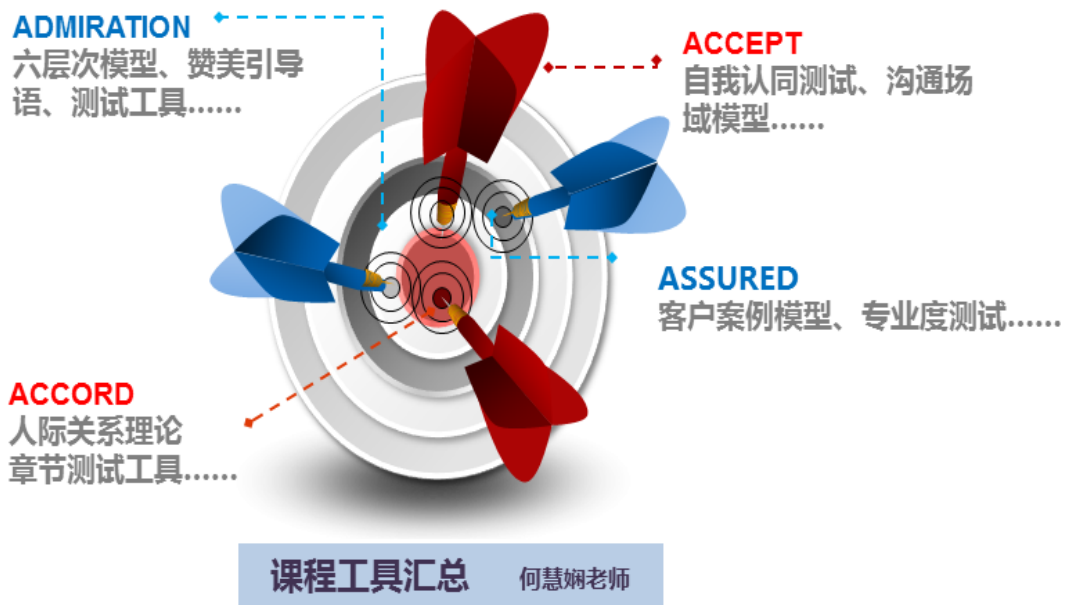 ADMIRATION
六层次模型、赞美引导
语、测试工具……
ACCEPT
自我认同测试、沟通场
域模型……
ASSURED
客户案例模型、专业度测试……
ACCORD
人际关系理论
章节测试工具……
课程工具汇总 何慧娴老师